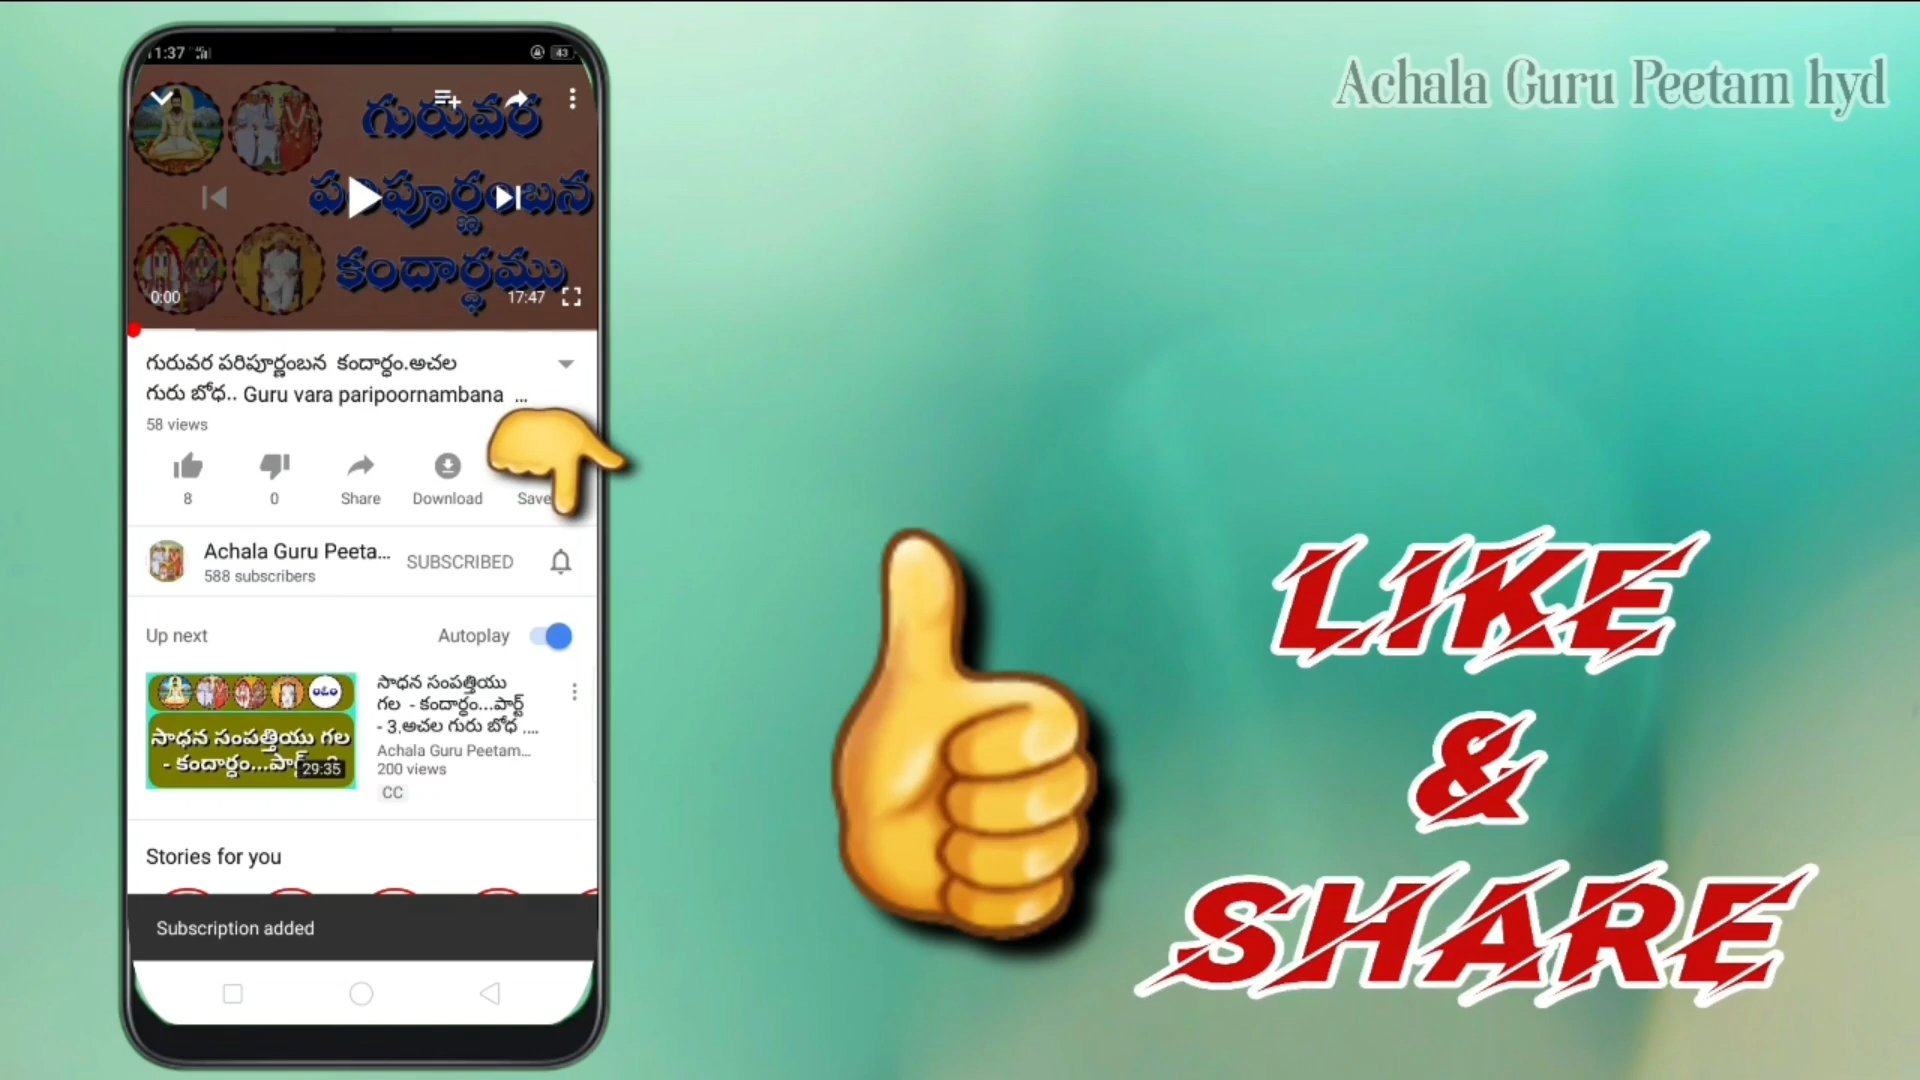 11:37
43
Achala Guru Peetam hyd
గురువర
పరిపూర్ణంబన
కందార్థము
0:00
17:47
గురువర పరిపూర్ణంబన కందార్థం.అచల
గురు బోధ.. Guru vara paripoornambana ...
58 views
8
0
Share
Download
Save
Achala Guru Peeta...
SUBSCRIBED
588 subscribers
Up next
Autoplay
సాధన సంపత్తియు గల
- కందార్థం...పార్ట్
29:35
సాధన సంపత్తియు
గల - కందార్థం...పార్ట్
- 3.అచల గురు బోధ ....
Achala Guru Peetam...
200 views
CC
Stories for you
Subscription added
LIKE
&
SHARE